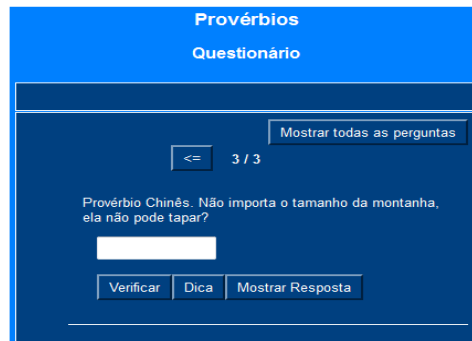 Provérbios
Questionário
Mostrar todas as perguntas
<= 3 / 3
Provérbio Chinês. Não importa o tamanho da montanha,
ela não pode tapar?
Verificar Dica Mostrar Resposta